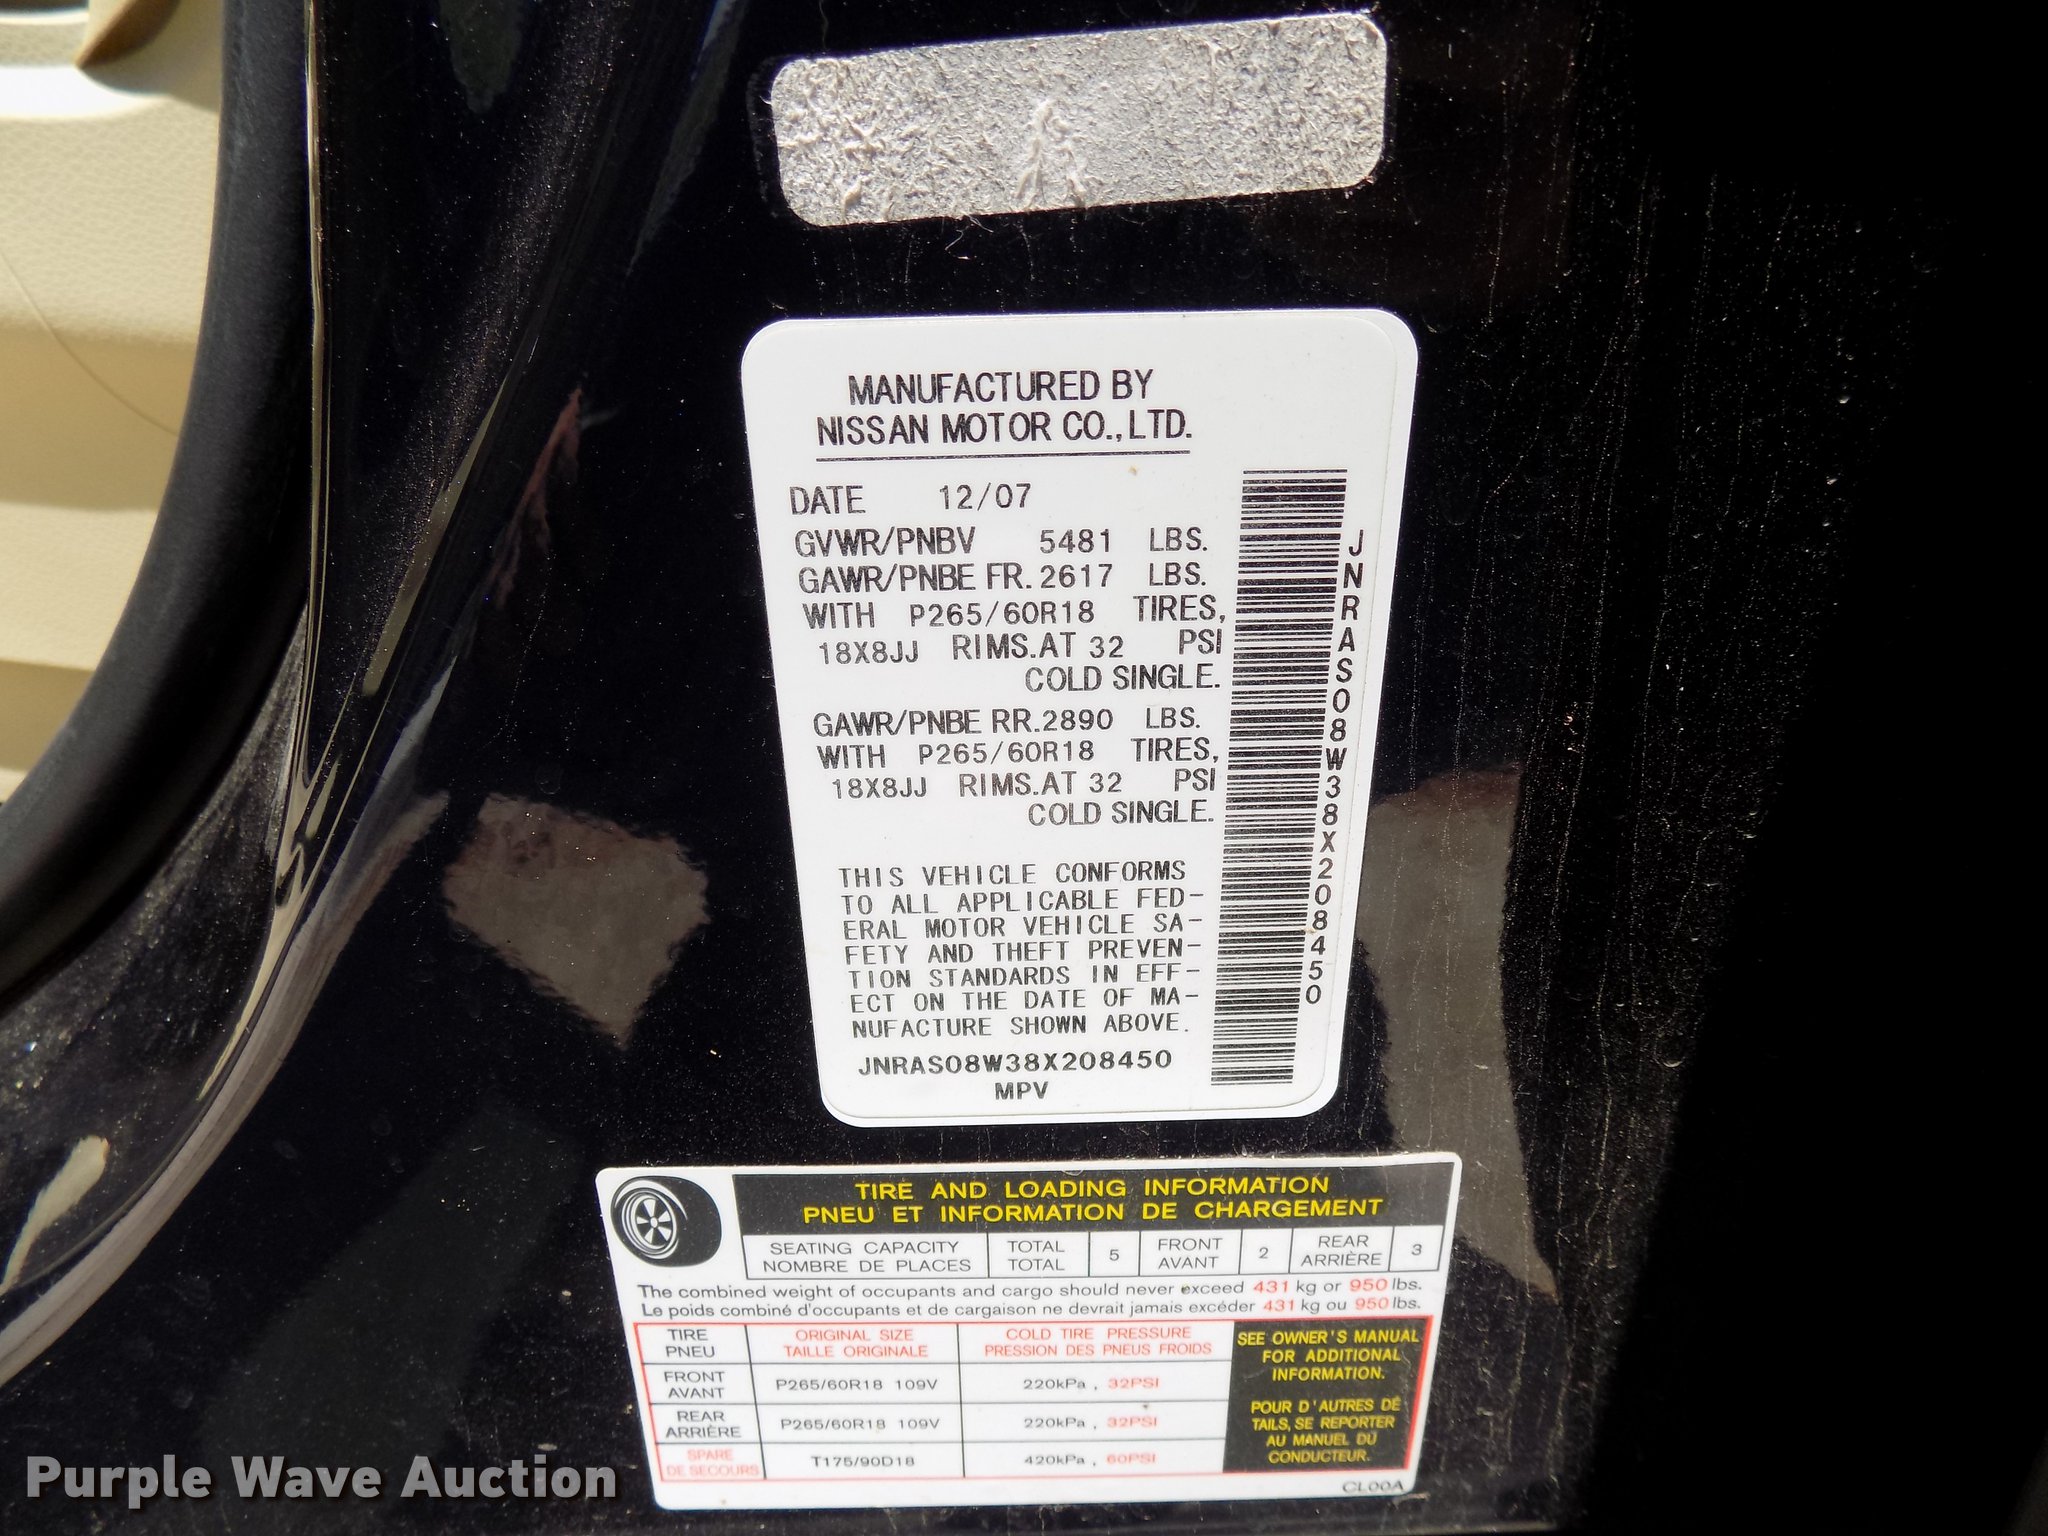 MANUFACTURED BY
NISSAN MOTOR CO., LTD.
DATE 12/07
GVWR/PNBV 5481 LBS.
GAWR/PNBE FR. 2617 LBS.
WITH P265/60R18 TIRES,
18X8JJ RIMS. AT 32 PSI
COLD SINGLE.
GAWR/PNBE RR. 2890 LBS.
WITH P265/60R18 TIRES,
18X8JJ RIMS. AT 32 PSI
COLD SINGLE.
THIS VEHICLE CONFORMS
TO ALL APPLICABLE FED-
ERAL MOTOR VEHICLE SA-
FETY AND THEFT PREVEN-
TION STANDARDS IN EFF-
ECT ON THE DATE OF MA-
NUFACTURE SHOWN ABOVE.
JNRAS08W38X208450
MPV
JNRAS08W38X208450
TIRE AND LOADING INFORMATION
PNEU ET INFORMATION DE CHARGEMENT
SEATING CAPACITY TOTAL 5 FRONT 2 REAR 3
NOMBRE DE PLACES TOTAL AVANT ARRIÈRE
The combined weight of occupants and cargo should never exceed 431 kg or 950 lbs.
Le poids combiné d'occupants et de cargaison ne devrait jamais excéder 431 kg ou 950 lbs.
TIRE ORIGINAL SIZE COLD TIRE PRESSURE
PNEU TAILLE ORIGINALE PRESSION DES PNEUS FROIDS
FRONT
AVANT P265/60R18 109V 220kPa , 32PSI
REAR
ARRIÈRE P265/60R18 109V 220kPa , 32PSI
SPARE
DE SECOURS T175/90D18 420kPa , 60PSI
SEE OWNER'S MANUAL
FOR ADDITIONAL
INFORMATION.
POUR D'AUTRES DÉ
TAILS, SE REPORTER
AU MANUEL DU
CONDUCTEUR.
CL00A
Purple Wave Auction